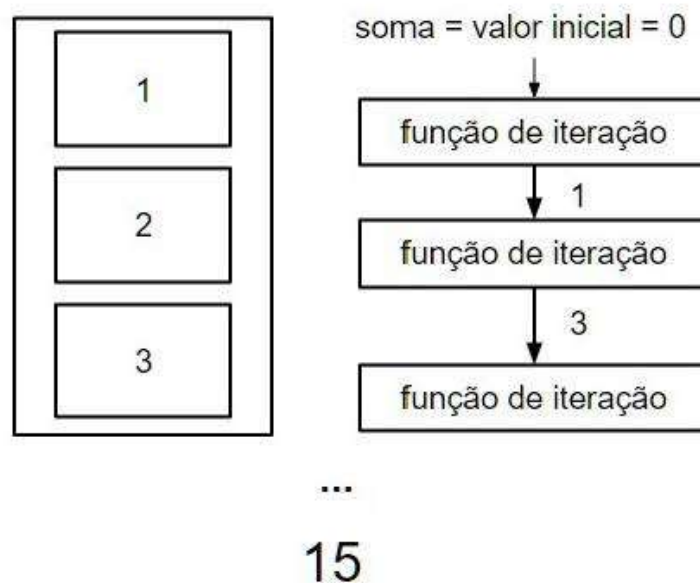 1
2
3
soma = valor inicial = 0
função de iteração
1
função de iteração
3
função de iteração
...
15